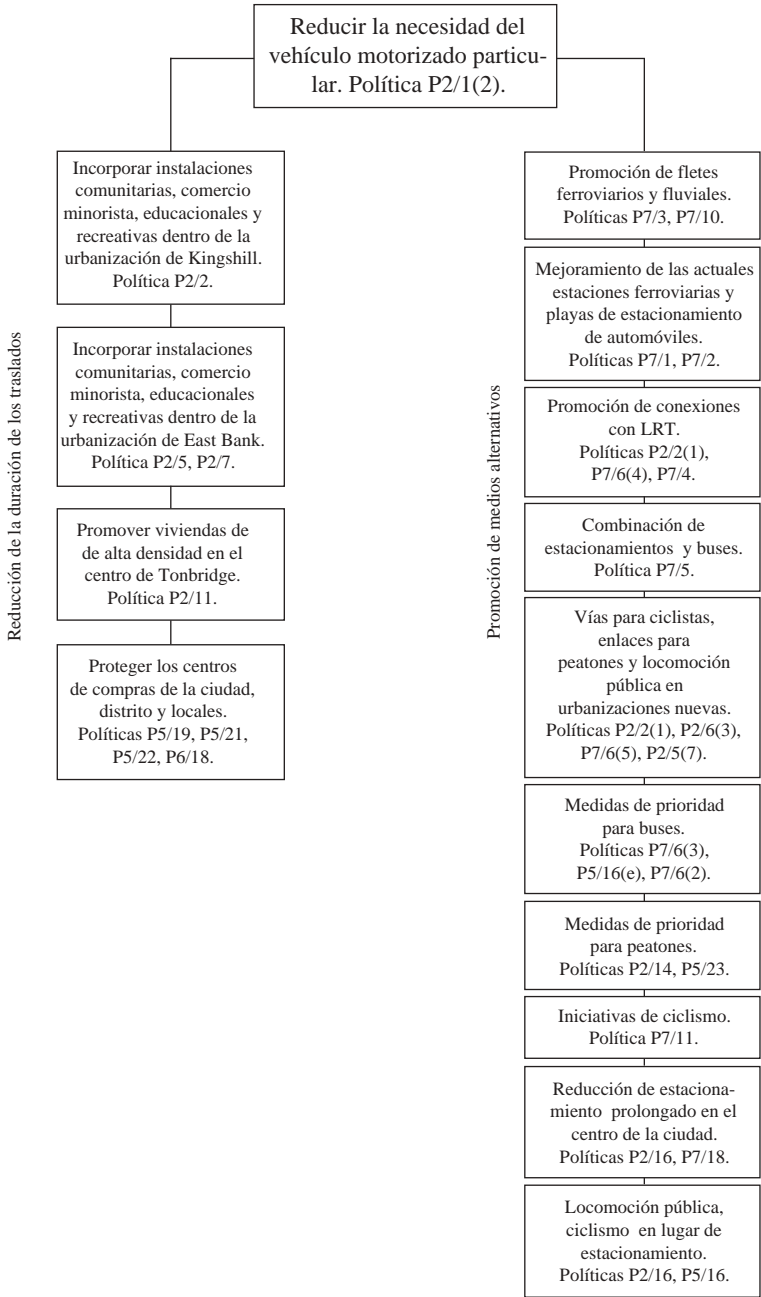 Reducir la necesidad del
vehículo motorizado particu-
lar. Política P2/1(2).
Reducción de la duración de los traslados
Incorporar instalaciones
comunitarias, comercio
minorista, educacionales y
recreativas dentro de la
urbanización de Kingshill.
Política P2/2.
Incorporar instalaciones
comunitarias, comercio
minorista, educacionales
y recreativas dentro de la
urbanización de East Bank.
Política P2/5, P2/7.
Promover viviendas de
de alta densidad en el
centro de Tonbridge.
Política P2/11.
Proteger los centros
de compras de la ciudad,
distrito y locales.
Políticas P5/19, P5/21,
P5/22, P6/18.
Promoción de medios alternativos
Promoción de fletes
ferroviarios y fluviales.
Políticas P7/3, P7/10.
Mejoramiento de las actuales
estaciones ferroviarias y
playas de estacionamiento
de automóviles.
Políticas P7/1, P7/2.
Promoción de conexiones
con LRT.
Políticas P2/2(1),
P7/6(4), P7/4.
Combinación de
estacionamientos y buses.
Política P7/5.
Vías para ciclistas,
enlaces para
peatones y locomoción
pública en
urbanizaciones nuevas.
Políticas P2/2(1), P2/6(3),
P7/6(5), P2/5(7).
Medidas de prioridad
para buses.
Políticas P7/6(3),
P5/16(e), P7/6(2).
Medidas de prioridad
para peatones.
Políticas P2/14, P5/23.
Iniciativas de ciclismo.
Política P7/11.
Reducción de estaciona-
miento prolongado en el
centro de la ciudad.
Políticas P2/16, P7/18.
Locomoción pública,
ciclismo en lugar de
estacionamiento.
Políticas P2/16, P5/16.